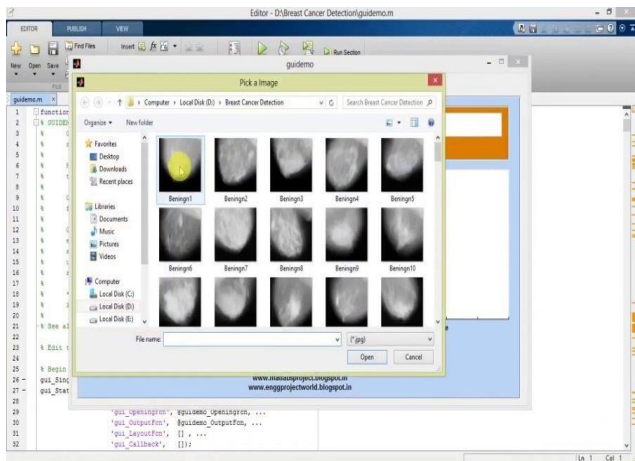 Editor - D:\Breast Cancer Detection\guidemo.m
EDITOR PUBLISH VIEW
New Open Save Find Files Insert Run Section
FILE
guidemo
Pick a Image
Computer Local Disk (D:) Breast Cancer Detection Search Breast Cancer Detection
Organize New folder
Favorites
Desktop
Downloads
Recent places
Libraries
Documents
Music
Pictures
Videos
Computer
Local Disk (C:)
Local Disk (D:)
Local Disk (E:)
Beningn1 Beningn2 Beningn3 Beningn4 Beningn5
Beningn6 Beningn7 Beningn8 Beningn9 Beningn10
File name: (*.jpg)
Open Cancel
www.matlabproject.blogspot.in
www.enggprojectworld.blogspot.in
guidemo.m
1 function
2 % GUIDE
3 %
4 %
5 %
6 %
7 %
8 %
9 %
10 %
11 %
12 %
13 %
14 %
15 %
16 %
17 %
18 %
19 %
20 %
21 % See al
22
23 % Edit t
24
25 % Begin
26 - gui_Sing
27 - gui_Stat
28
29 'gui_OpeningFcn', @guidemo_OpeningFcn, ...
30 'gui_OutputFcn', @guidemo_OutputFcn, ...
31 'gui_LayoutFcn', [] , ...
32 'gui_Callback', []);
Ln 1 Col 1